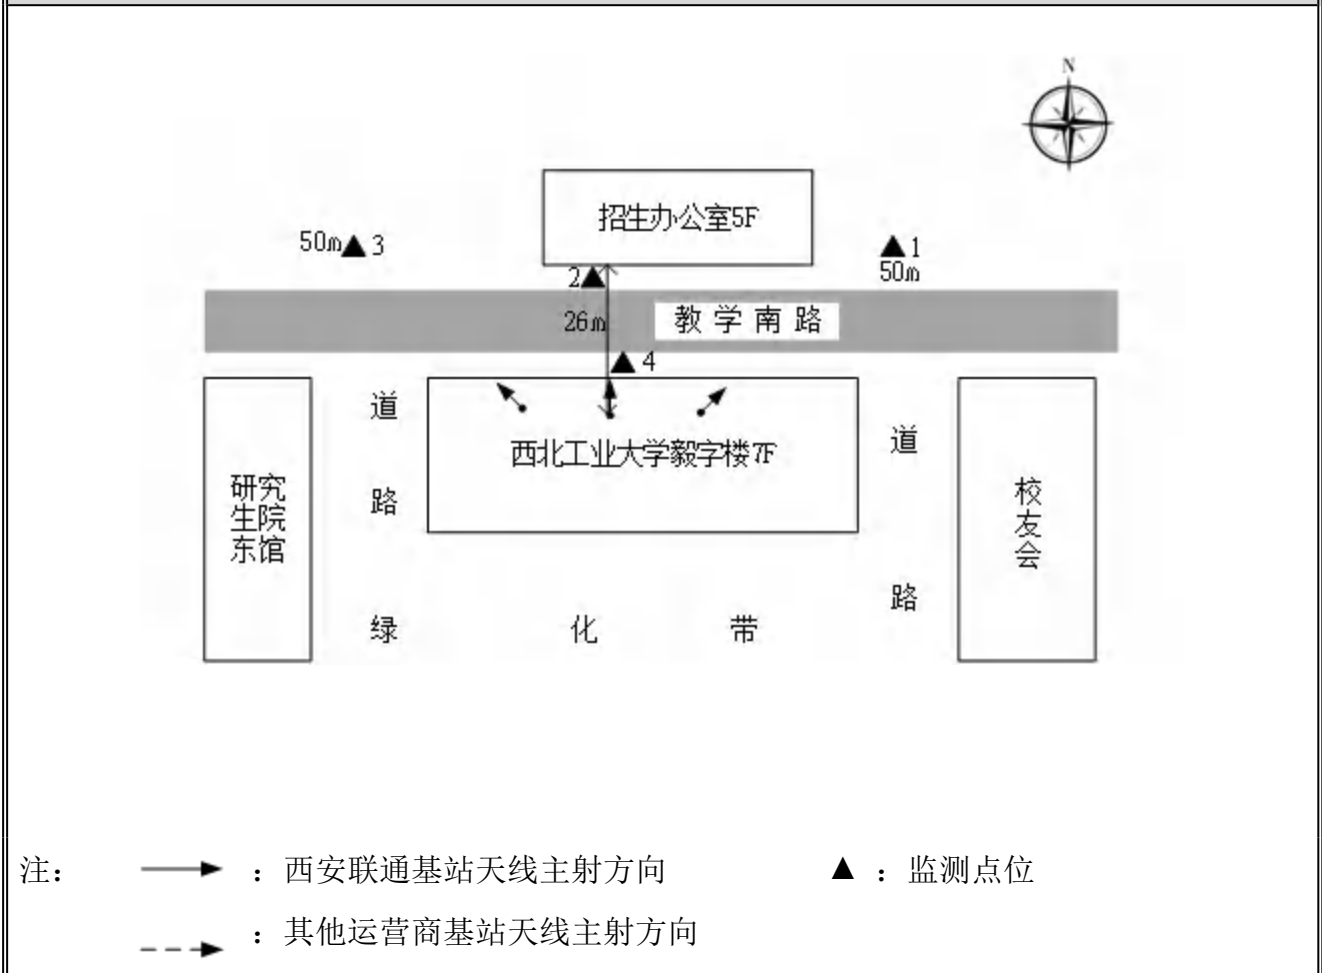 N
招生办公室5F
50m▲3
▲1
50m
2▲
26m
教学南路
▲4
道
路
西北工业大学毅字楼7F
道
路
研究
生院
东馆
校
友
会
绿 化 带
注：
：西安联通基站天线主射方向
▲：监测点位
：其他运营商基站天线主射方向